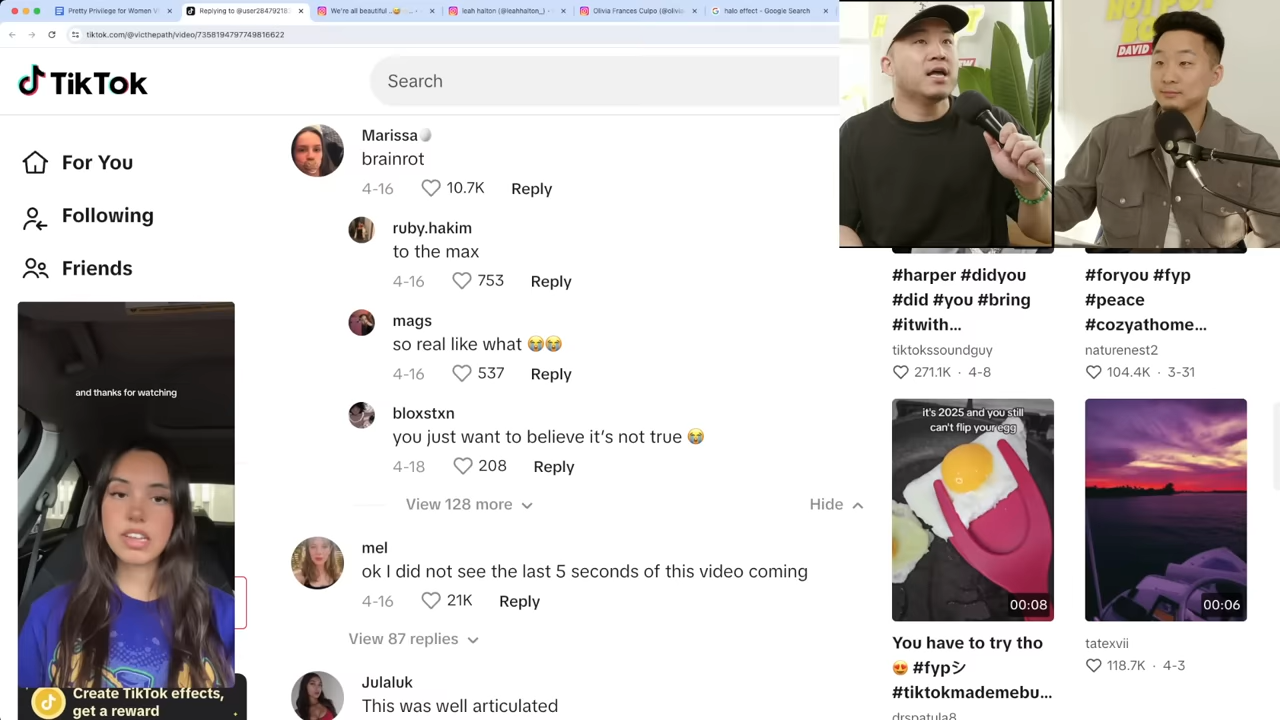 Pretty Privilege for Women V
Replying to @user28479218
We're all beautiful ..😂 ...
leah halton (@leahhalton_)
Olivia Frances Culpo (@olivia
halo effect - Google Search
tiktok.com/@victhepath/video/7358194797749816622
TikTok
Search
For You
Following
Friends
and thanks for watching
Create TikTok effects,
get a reward
Marissa🥚
brainrot
4-16 10.7K Reply
ruby.hakim
to the max
4-16 753 Reply
mags
so real like what 😭😭
4-16 537 Reply
bloxstxn
you just want to believe it’s not true 😭
4-18 208 Reply
View 128 more
Hide
mel
ok I did not see the last 5 seconds of this video coming
4-16 21K Reply
View 87 replies
Julaluk
This was well articulated
HOT POT
DAVID
#harper #didyou
#did #you #bring
#itwith...
tiktokssoundguy
271.1K · 4-8
#foryou #fyp
#peace
#cozyathome...
naturenest2
104.4K · 3-31
it's 2025 and you still
can't flip your egg
00:08
You have to try tho
😍 #fypシ
#tiktokmademebu...
drspatula8
00:06
tatexvii
118.7K · 4-3